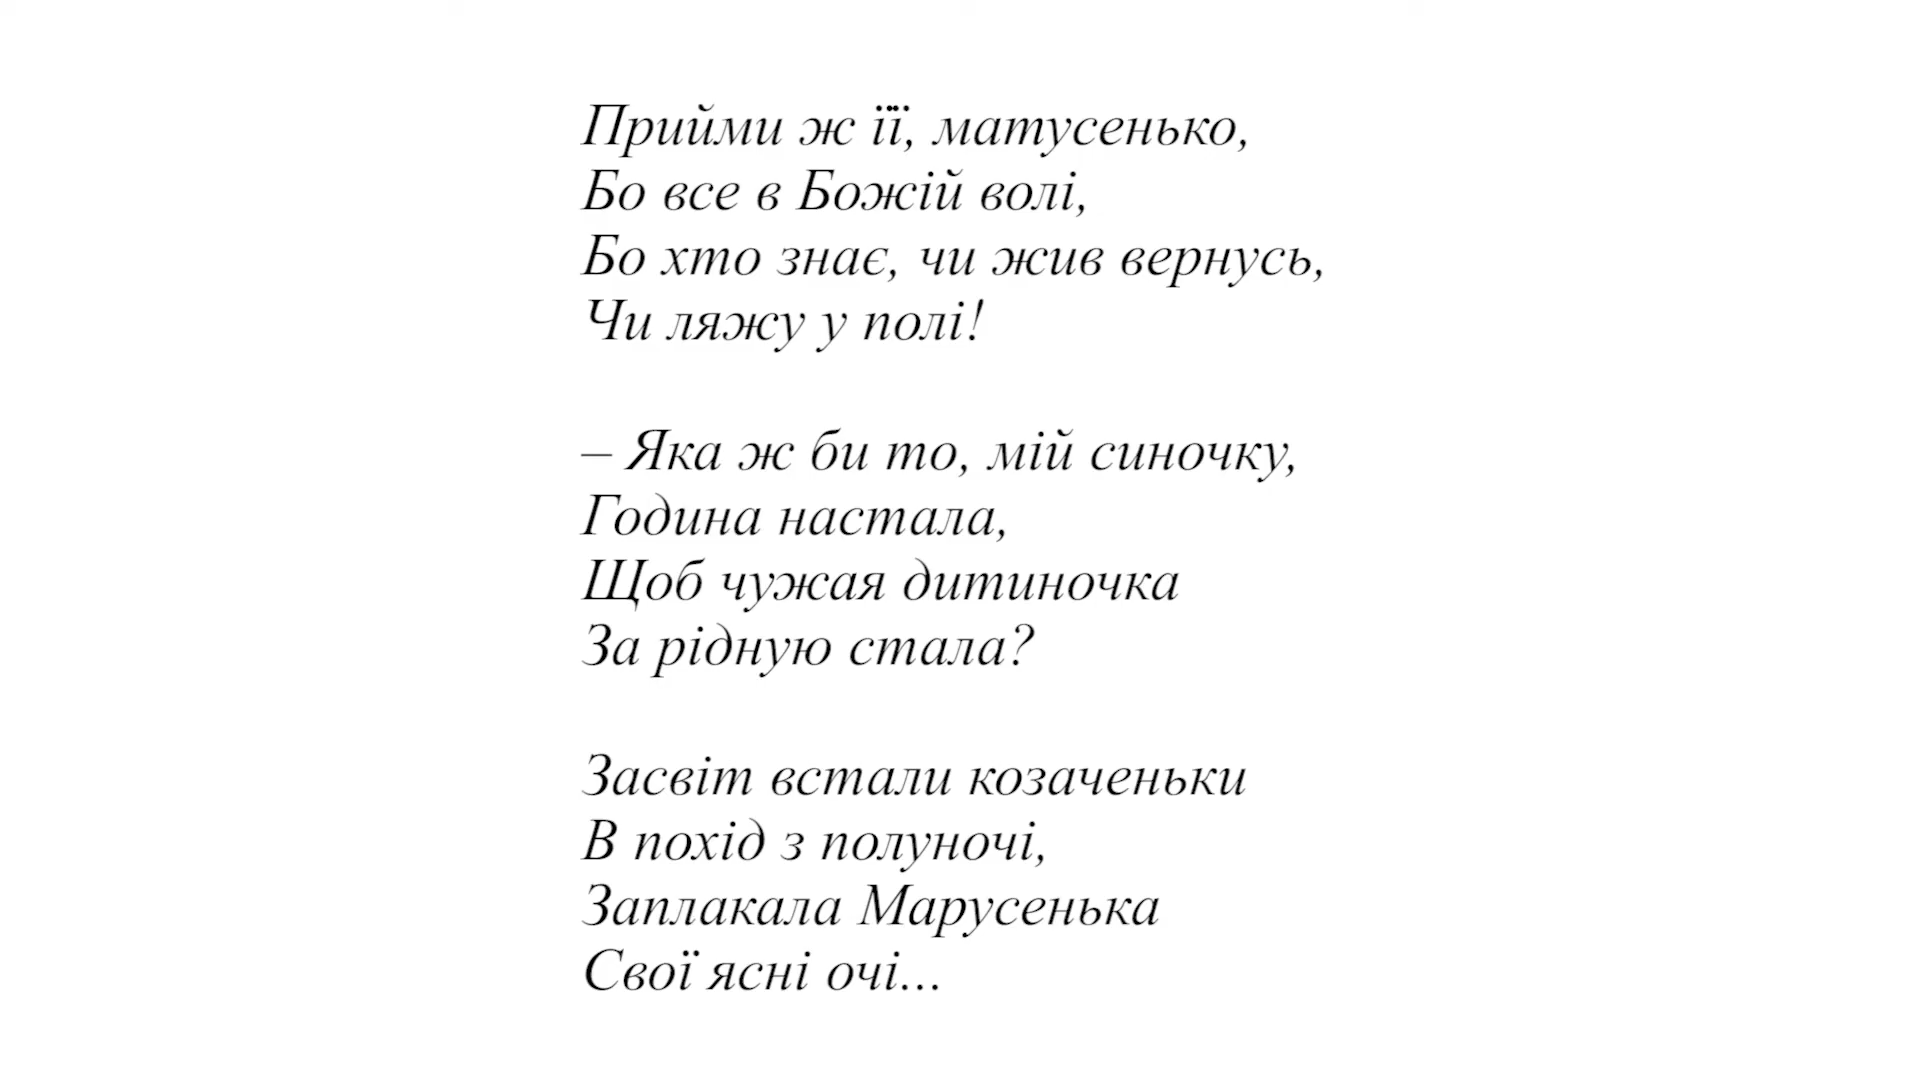 Прийми ж її, матусенько,
Бо все в Божій волі,
Бо хто знає, чи жив вернусь,
Чи ляжу у полі!
– Яка ж би то, мій синочку,
Година настала,
Щоб чужая дитиночка
За рідную стала?
Засвіт встали козаченьки
В похід з полуночі,
Заплакала Марусенька
Свої ясні очі...